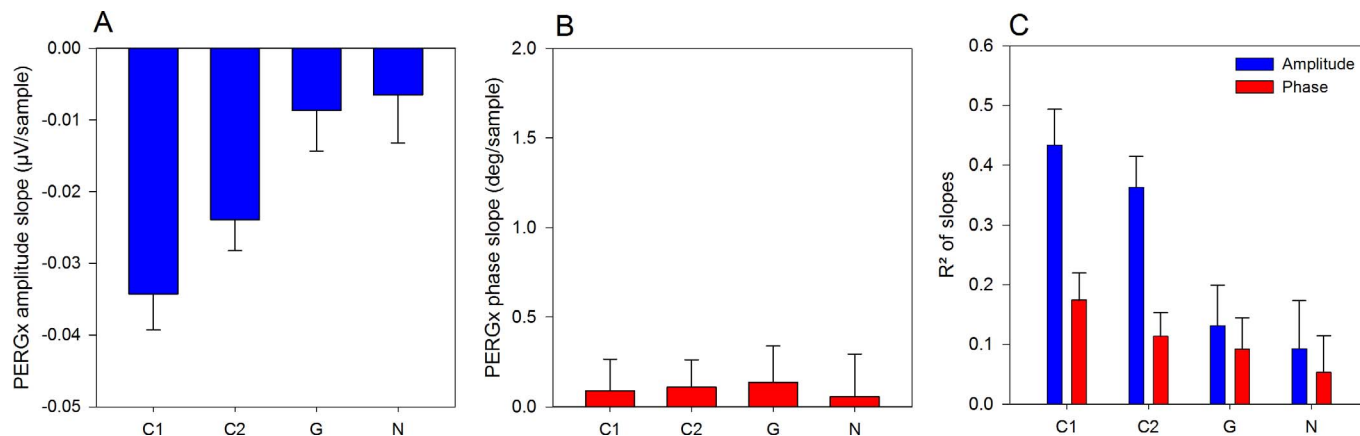 A
PERGx amplitude slope (µV/sample)
0.00
-0.01
-0.02
-0.03
-0.04
-0.05
C1 C2 G N
B
PERGx phase slope (deg/sample)
2.0
1.5
1.0
0.5
0.0
C1 C2 G N
C
R² of slopes
0.6
0.5
0.4
0.3
0.2
0.1
0.0
Amplitude
Phase
C1 C2 G N